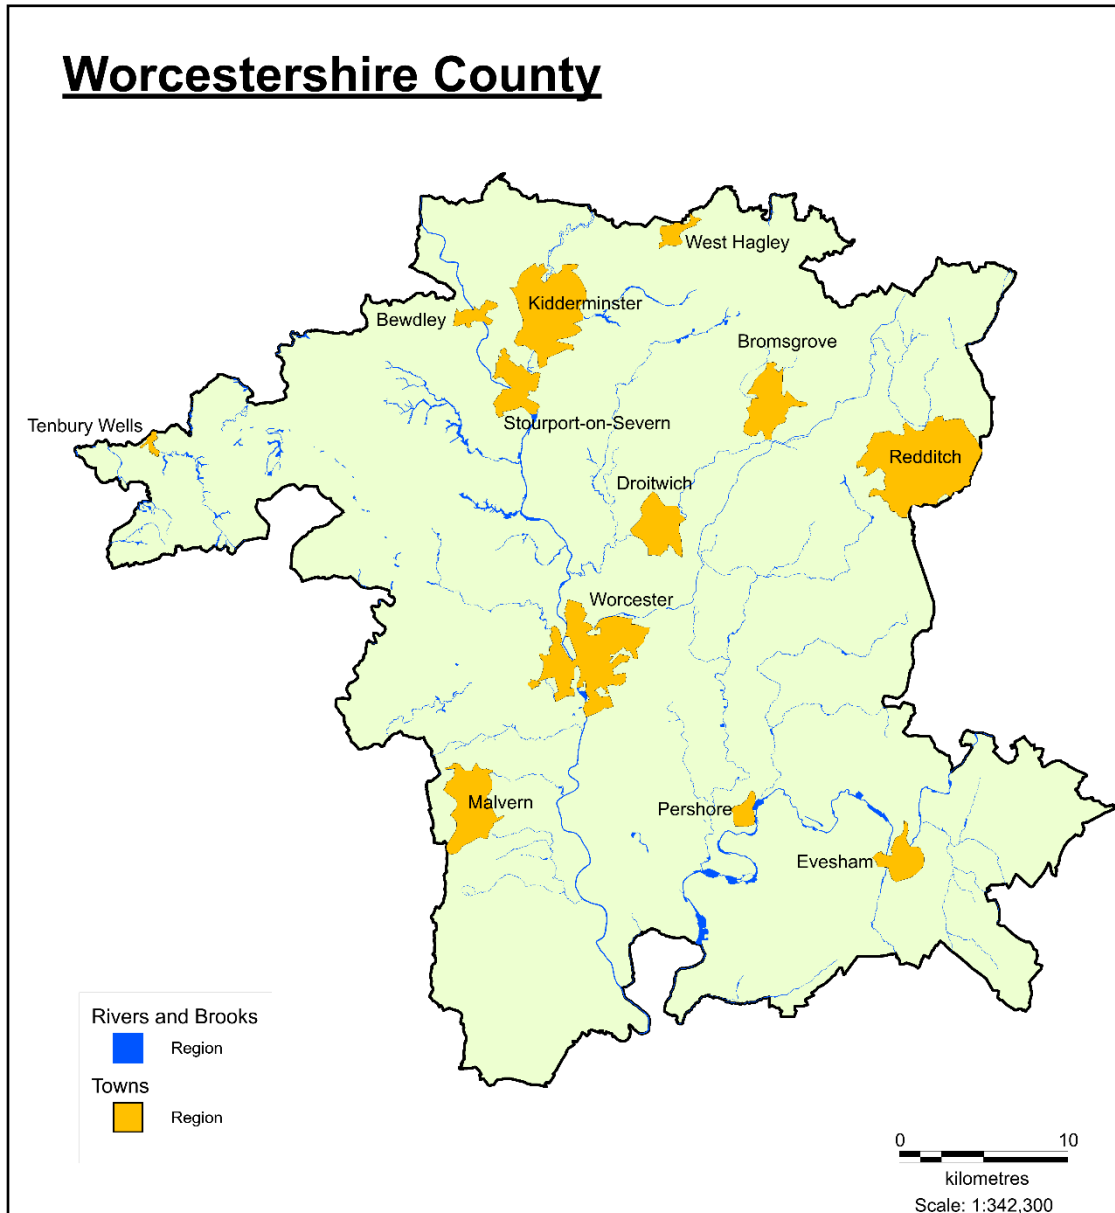 Worcestershire County
West Hagley
Kidderminster
Bewdley
Bromsgrove
Stourport-on-Severn
Tenbury Wells
Redditch
Droitwich
Worcester
Malvern
Pershore
Evesham
Rivers and Brooks
Region
Towns
Region
0 10
kilometres
Scale: 1:342,300